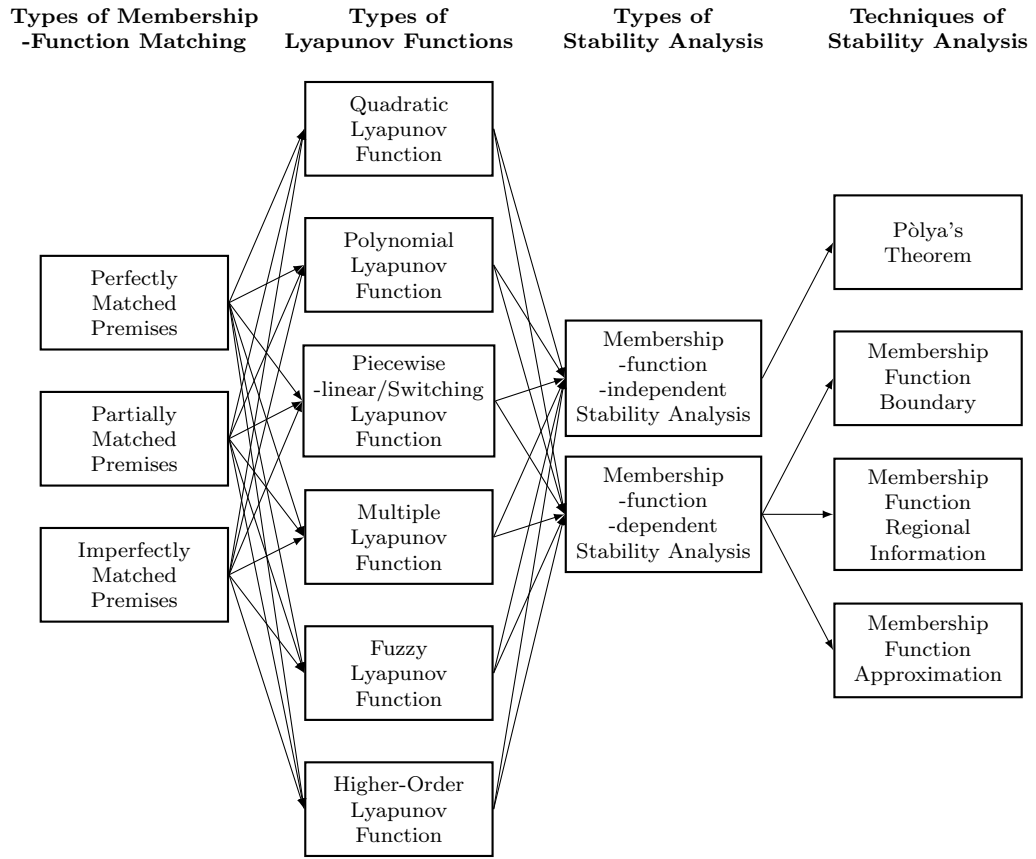 Types of Membership
-Function Matching
Types of
Lyapunov Functions
Types of
Stability Analysis
Techniques of
Stability Analysis
Perfectly
Matched
Premises
Partially
Matched
Premises
Imperfectly
Matched
Premises
Quadratic
Lyapunov
Function
Polynomial
Lyapunov
Function
Piecewise
-linear/Switching
Lyapunov
Function
Multiple
Lyapunov
Function
Fuzzy
Lyapunov
Function
Higher-Order
Lyapunov
Function
Membership
-function
-independent
Stability Analysis
Membership
-function
-dependent
Stability Analysis
Pòlya's
Theorem
Membership
Function
Boundary
Membership
Function
Regional
Information
Membership
Function
Approximation